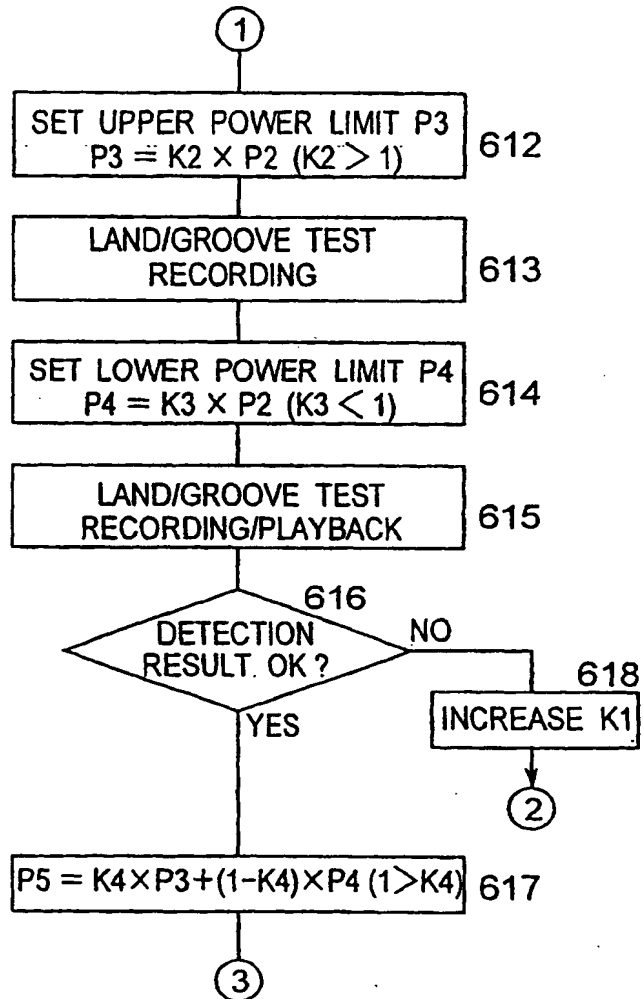 1
SET UPPER POWER LIMIT P3
P3 = K2 × P2 (K2 > 1)
612
LAND/GROOVE TEST
RECORDING
613
SET LOWER POWER LIMIT P4
P4 = K3 × P2 (K3 < 1)
614
LAND/GROOVE TEST
RECORDING/PLAYBACK
615
616
DETECTION
RESULT. OK ?
NO
YES
618
INCREASE K1
2
P5 = K4×P3+(1-K4)×P4 (1>K4)
617
3